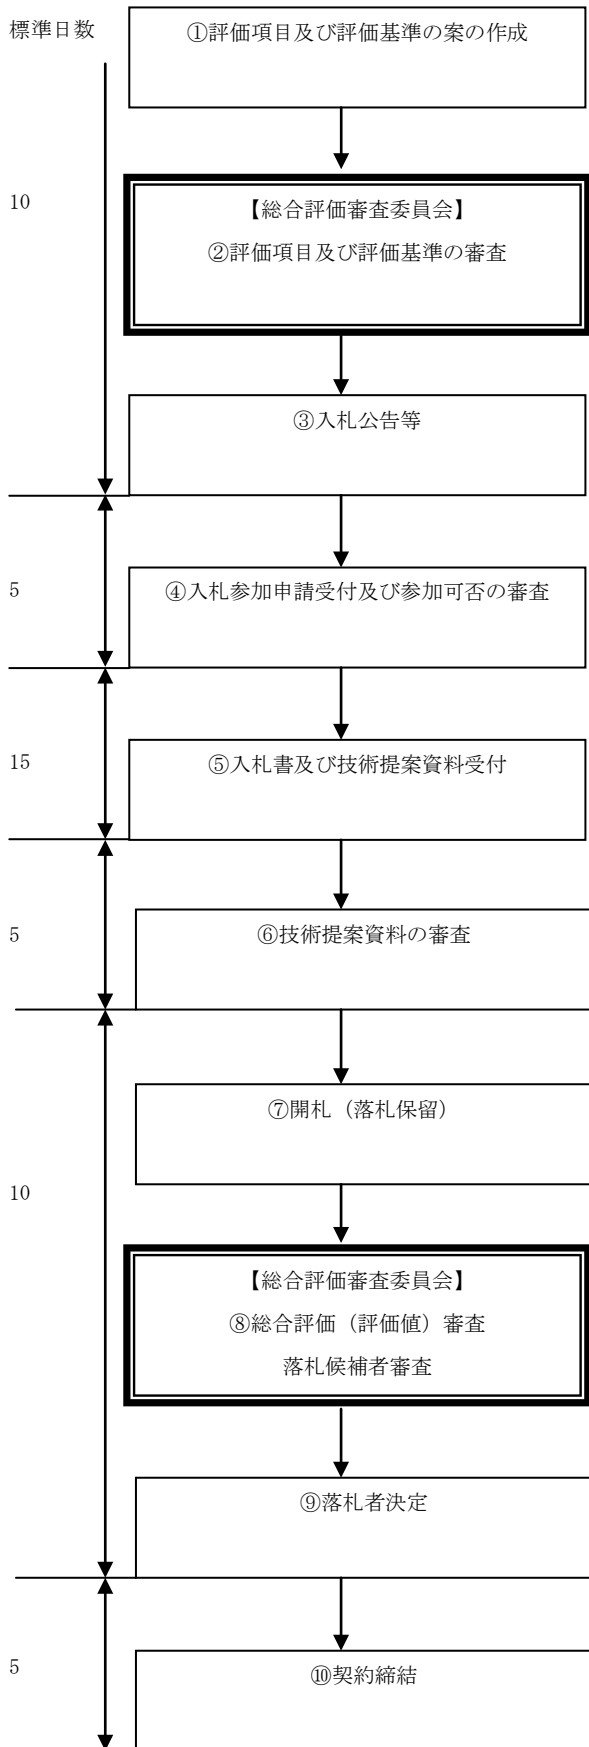 標準日数
①評価項目及び評価基準の案の作成
10
【総合評価審査委員会】
②評価項目及び評価基準の審査
③入札公告等
5
④入札参加申請受付及び参加可否の審査
15
⑤入札書及び技術提案資料受付
5
⑥技術提案資料の審査
⑦開札（落札保留）
10
【総合評価審査委員会】
⑧総合評価（評価値）審査
落札候補者審査
⑨落札者決定
5
⑩契約締結